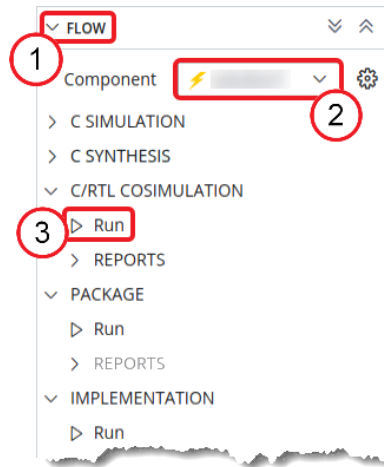 FLOW
1
Component
2
C SIMULATION
C SYNTHESIS
C/RTL COSIMULATION
3 Run
REPORTS
PACKAGE
Run
REPORTS
IMPLEMENTATION
Run